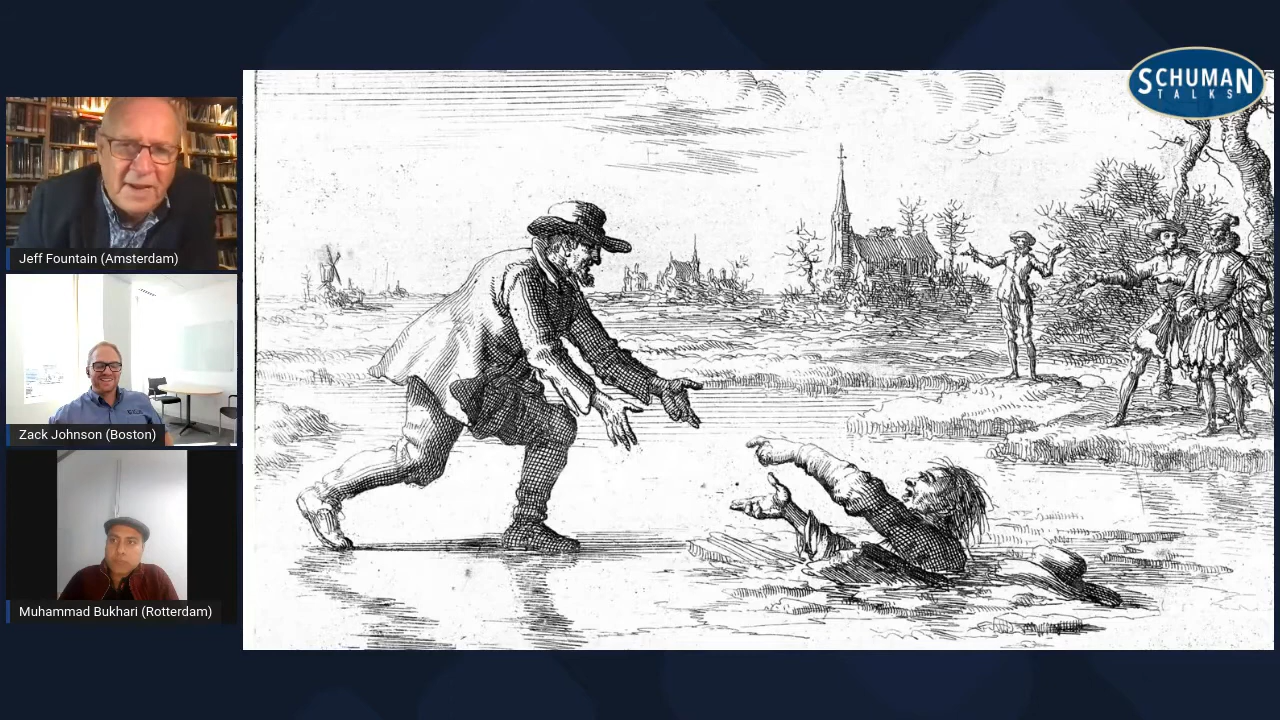 SCHUMAN
TALKS
Jeff Fountain (Amsterdam)
Zack Johnson (Boston)
Muhammad Bukhari (Rotterdam)